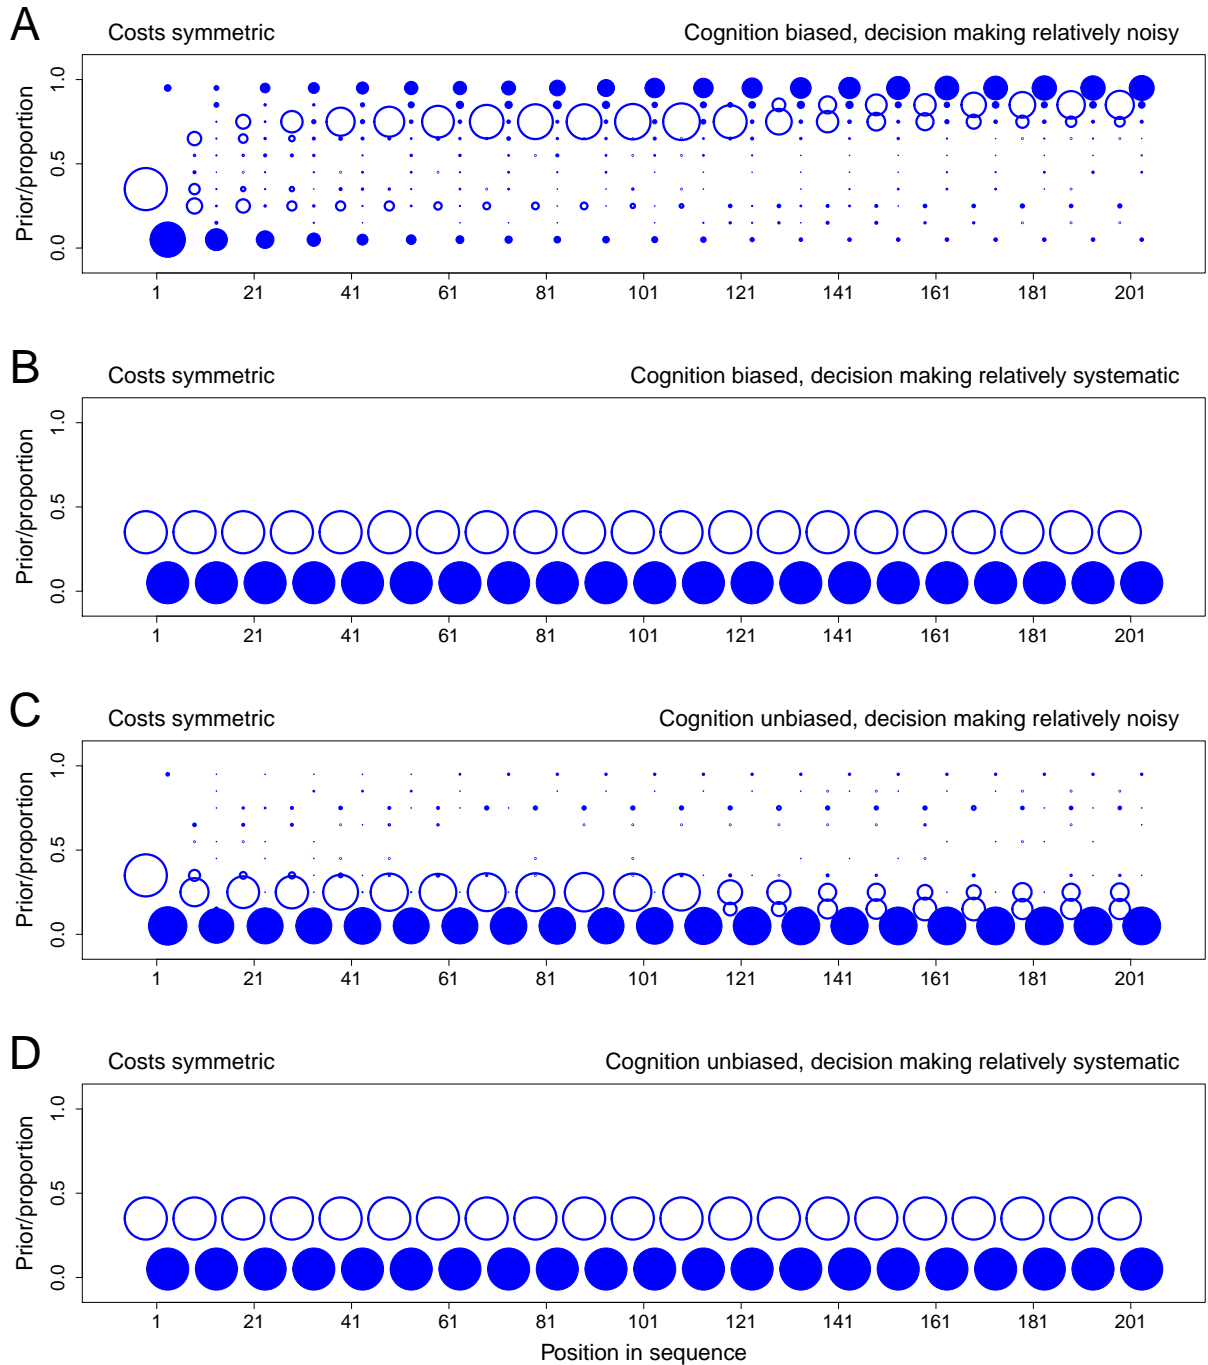 A
Costs symmetric Cognition biased, decision making relatively noisy
Prior/proportion
1.0
0.5
0.0
1 21 41 61 81 101 121 141 161 181 201
B
Costs symmetric Cognition biased, decision making relatively systematic
Prior/proportion
1.0
0.5
0.0
1 21 41 61 81 101 121 141 161 181 201
C
Costs symmetric Cognition unbiased, decision making relatively noisy
Prior/proportion
1.0
0.5
0.0
1 21 41 61 81 101 121 141 161 181 201
D
Costs symmetric Cognition unbiased, decision making relatively systematic
Prior/proportion
1.0
0.5
0.0
1 21 41 61 81 101 121 141 161 181 201
Position in sequence